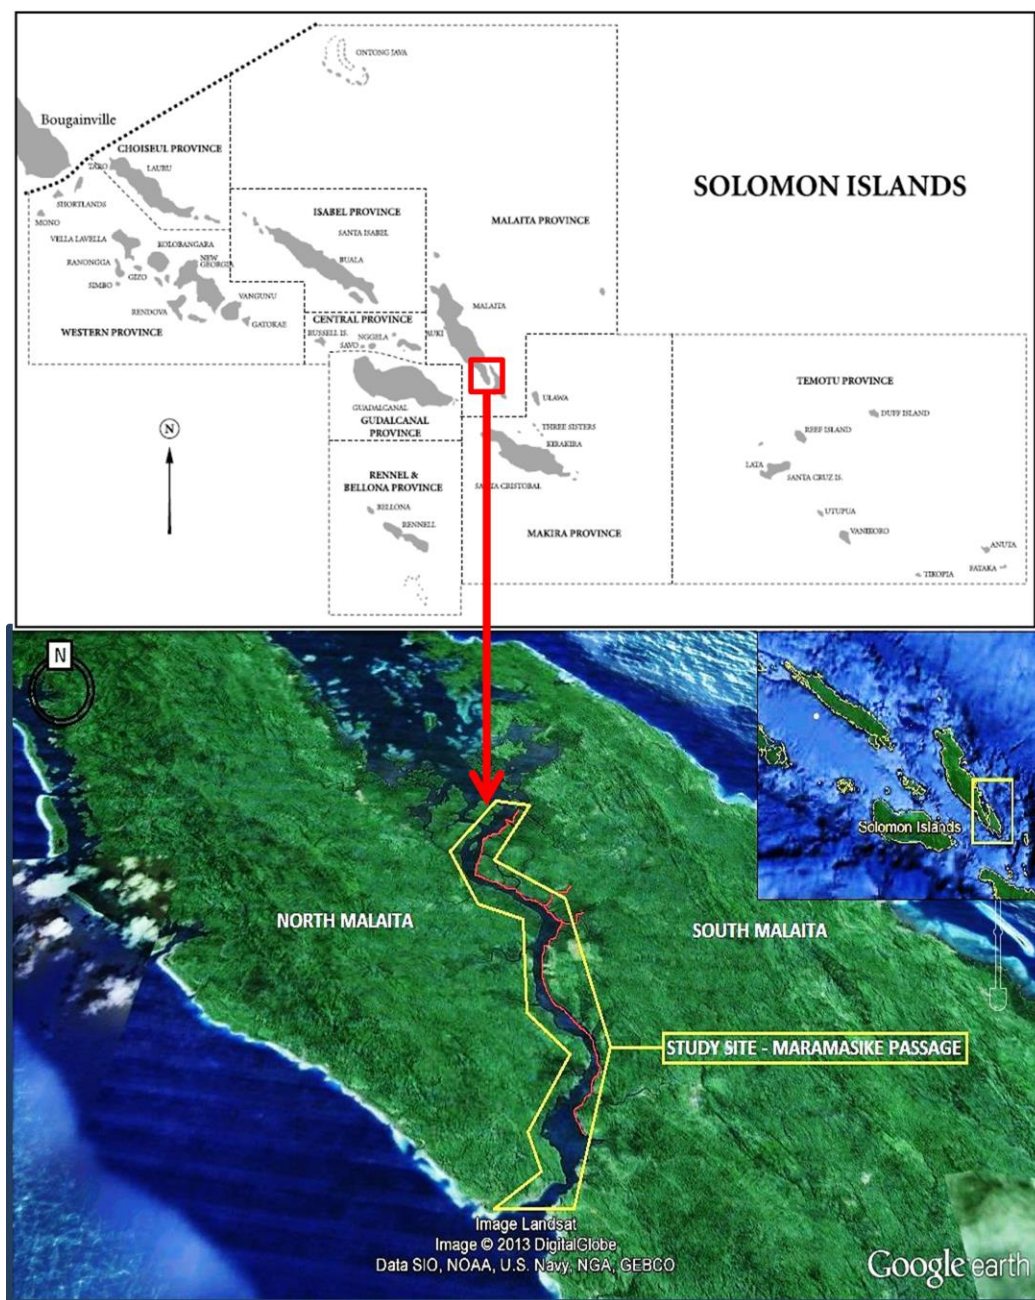 ONTONG JAVA
Bougainville
CHOISEUL PROVINCE
TARO
LAURU
SOLOMON ISLANDS
SHORTLANDS
MONO
ISABEL PROVINCE
SANTA ISABEL
MALAITA PROVINCE
VELLA LAVELLA
KOLOBANGARA
NEW
GEORGIA
BUALA
RANONGGA
GIZO
SIMBO
VANGUNU
RENDOVA
GATOKAE
WESTERN PROVINCE
CENTRAL PROVINCE
RUSSELL IS.
NGGELA
SAVO
AUKI
MALAITA
GUADALCANAL
GUDALCANAL
PROVINCE
ULAWA
THREE SISTERS
KERAKIRA
SANTA CRISTOBAL
TEMOTU PROVINCE
DUFF ISLAND
REEF ISLAND
LATA
SANTA CRUZ IS.
N
RENNEL &
BELLONA PROVINCE
BELLONA
RENNELL
MAKIRA PROVINCE
UTUPUA
VANIKORO
ANUTA
FATAKA
TIKOPIA
N
Solomon Islands
NORTH MALAITA
SOUTH MALAITA
STUDY SITE - MARAMASIKE PASSAGE
Image Landsat
Image © 2013 DigitalGlobe
Data SIO, NOAA, U.S. Navy, NGA, GEBCO
Google earth